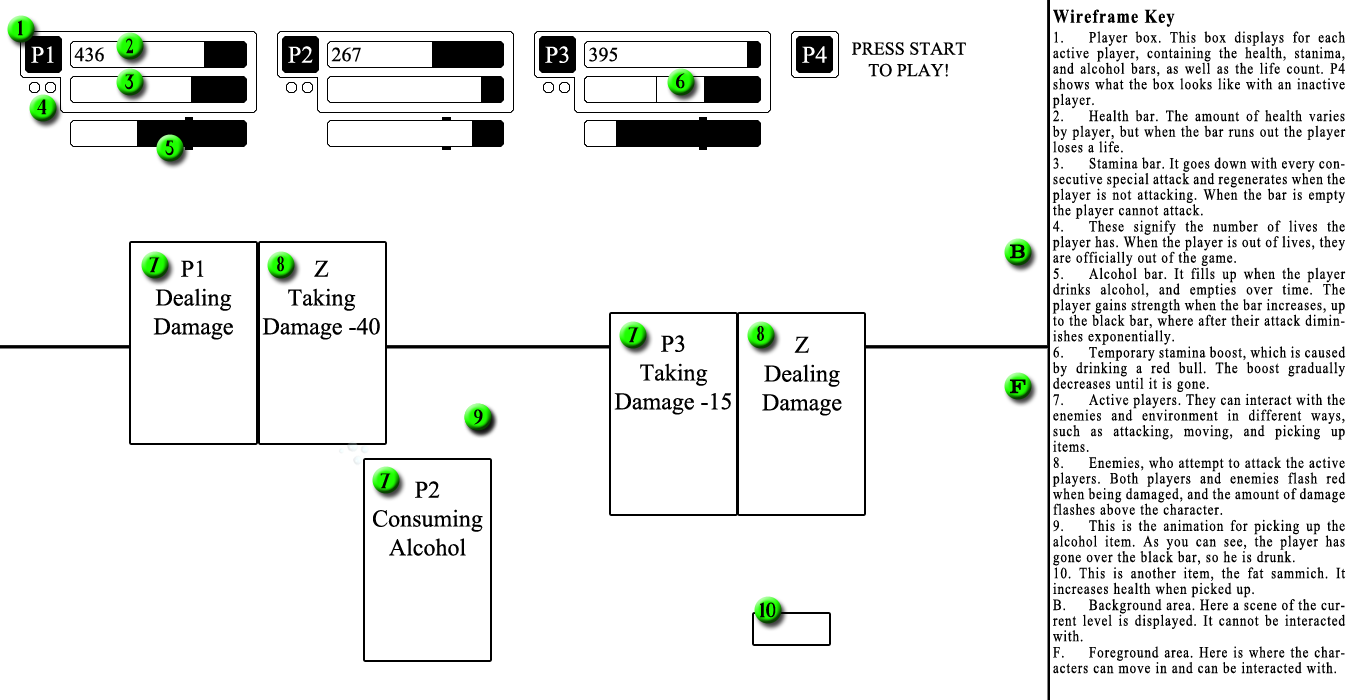 1
P1
436
2
3
4
5
P2
267
P3
395
6
P4
PRESS START
TO PLAY!
7
P1
Dealing
Damage
8
Z
Taking
Damage -40
B
7
P3
Taking
Damage -15
8
Z
Dealing
Damage
F
9
7
P2
Consuming
Alcohol
10
Wireframe Key
1. Player box. This box displays for each
active player, containing the health, stanima,
and alcohol bars, as well as the life count. P4
shows what the box looks like with an inactive
player.
2. Health bar. The amount of health varies
by player, but when the bar runs out the player
loses a life.
3. Stamina bar. It goes down with every con-
secutive special attack and regenerates when the
player is not attacking. When the bar is empty
the player cannot attack.
4. These signify the number of lives the
player has. When the player is out of lives, they
are officially out of the game.
5. Alcohol bar. It fills up when the player
drinks alcohol, and empties over time. The
player gains strength when the bar increases, up
to the black bar, where after their attack dimin-
ishes exponentially.
6. Temporary stamina boost, which is caused
by drinking a red bull. The boost gradually
decreases until it is gone.
7. Active players. They can interact with the
enemies and environment in different ways,
such as attacking, moving, and picking up
items.
8. Enemies, who attempt to attack the active
players. Both players and enemies flash red
when being damaged, and the amount of damage
flashes above the character.
9. This is the animation for picking up the
alcohol item. As you can see, the player has
gone over the black bar, so he is drunk.
10. This is another item, the fat sammich. It
increases health when picked up.
B. Background area. Here a scene of the cur-
rent level is displayed. It cannot be interacted
with.
F. Foreground area. Here is where the char-
acters can move in and can be interacted with.